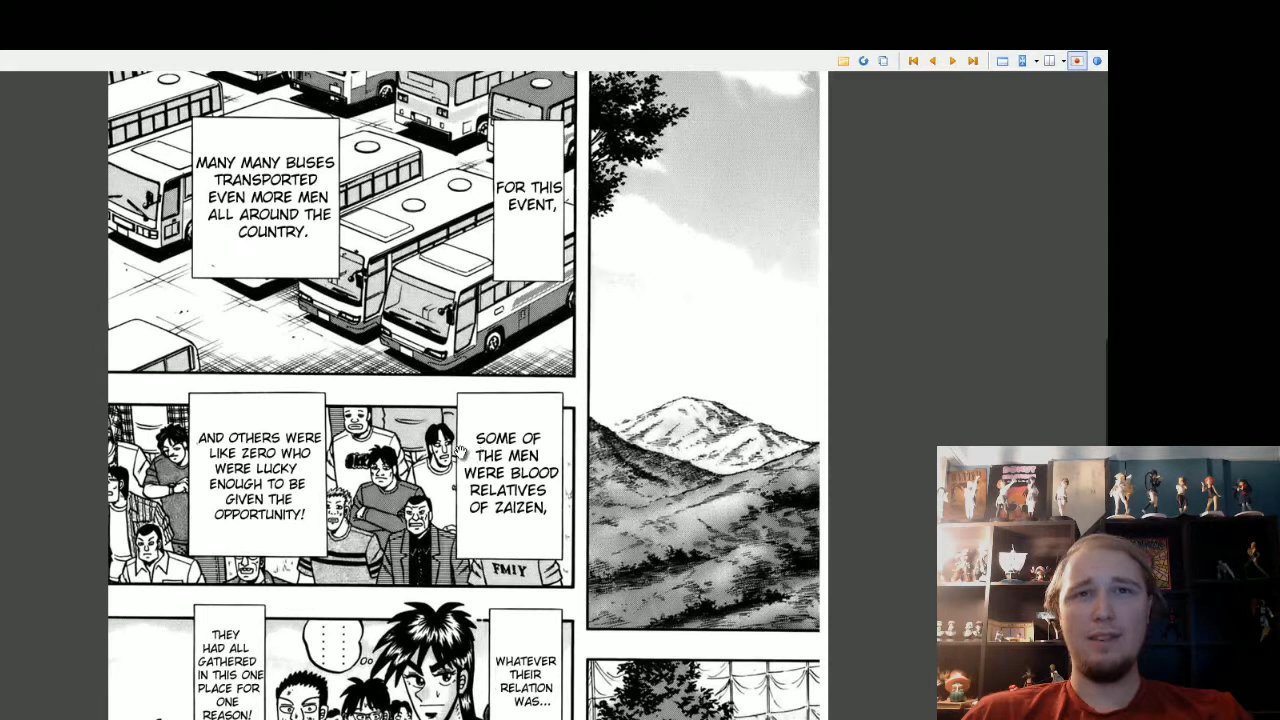 FOR THIS
EVENT,
MANY MANY BUSES
TRANSPORTED
EVEN MORE MEN
ALL AROUND THE
COUNTRY.
SOME OF
THE MEN
WERE BLOOD
RELATIVES
OF ZAIZEN,
AND OTHERS WERE
LIKE ZERO WHO
WERE LUCKY
ENOUGH TO BE
GIVEN THE
OPPORTUNITY!
FMIY
WHATEVER
THEIR
RELATION
WAS...
THEY
HAD ALL
GATHERED
IN THIS ONE
PLACE FOR
ONE
REASON!